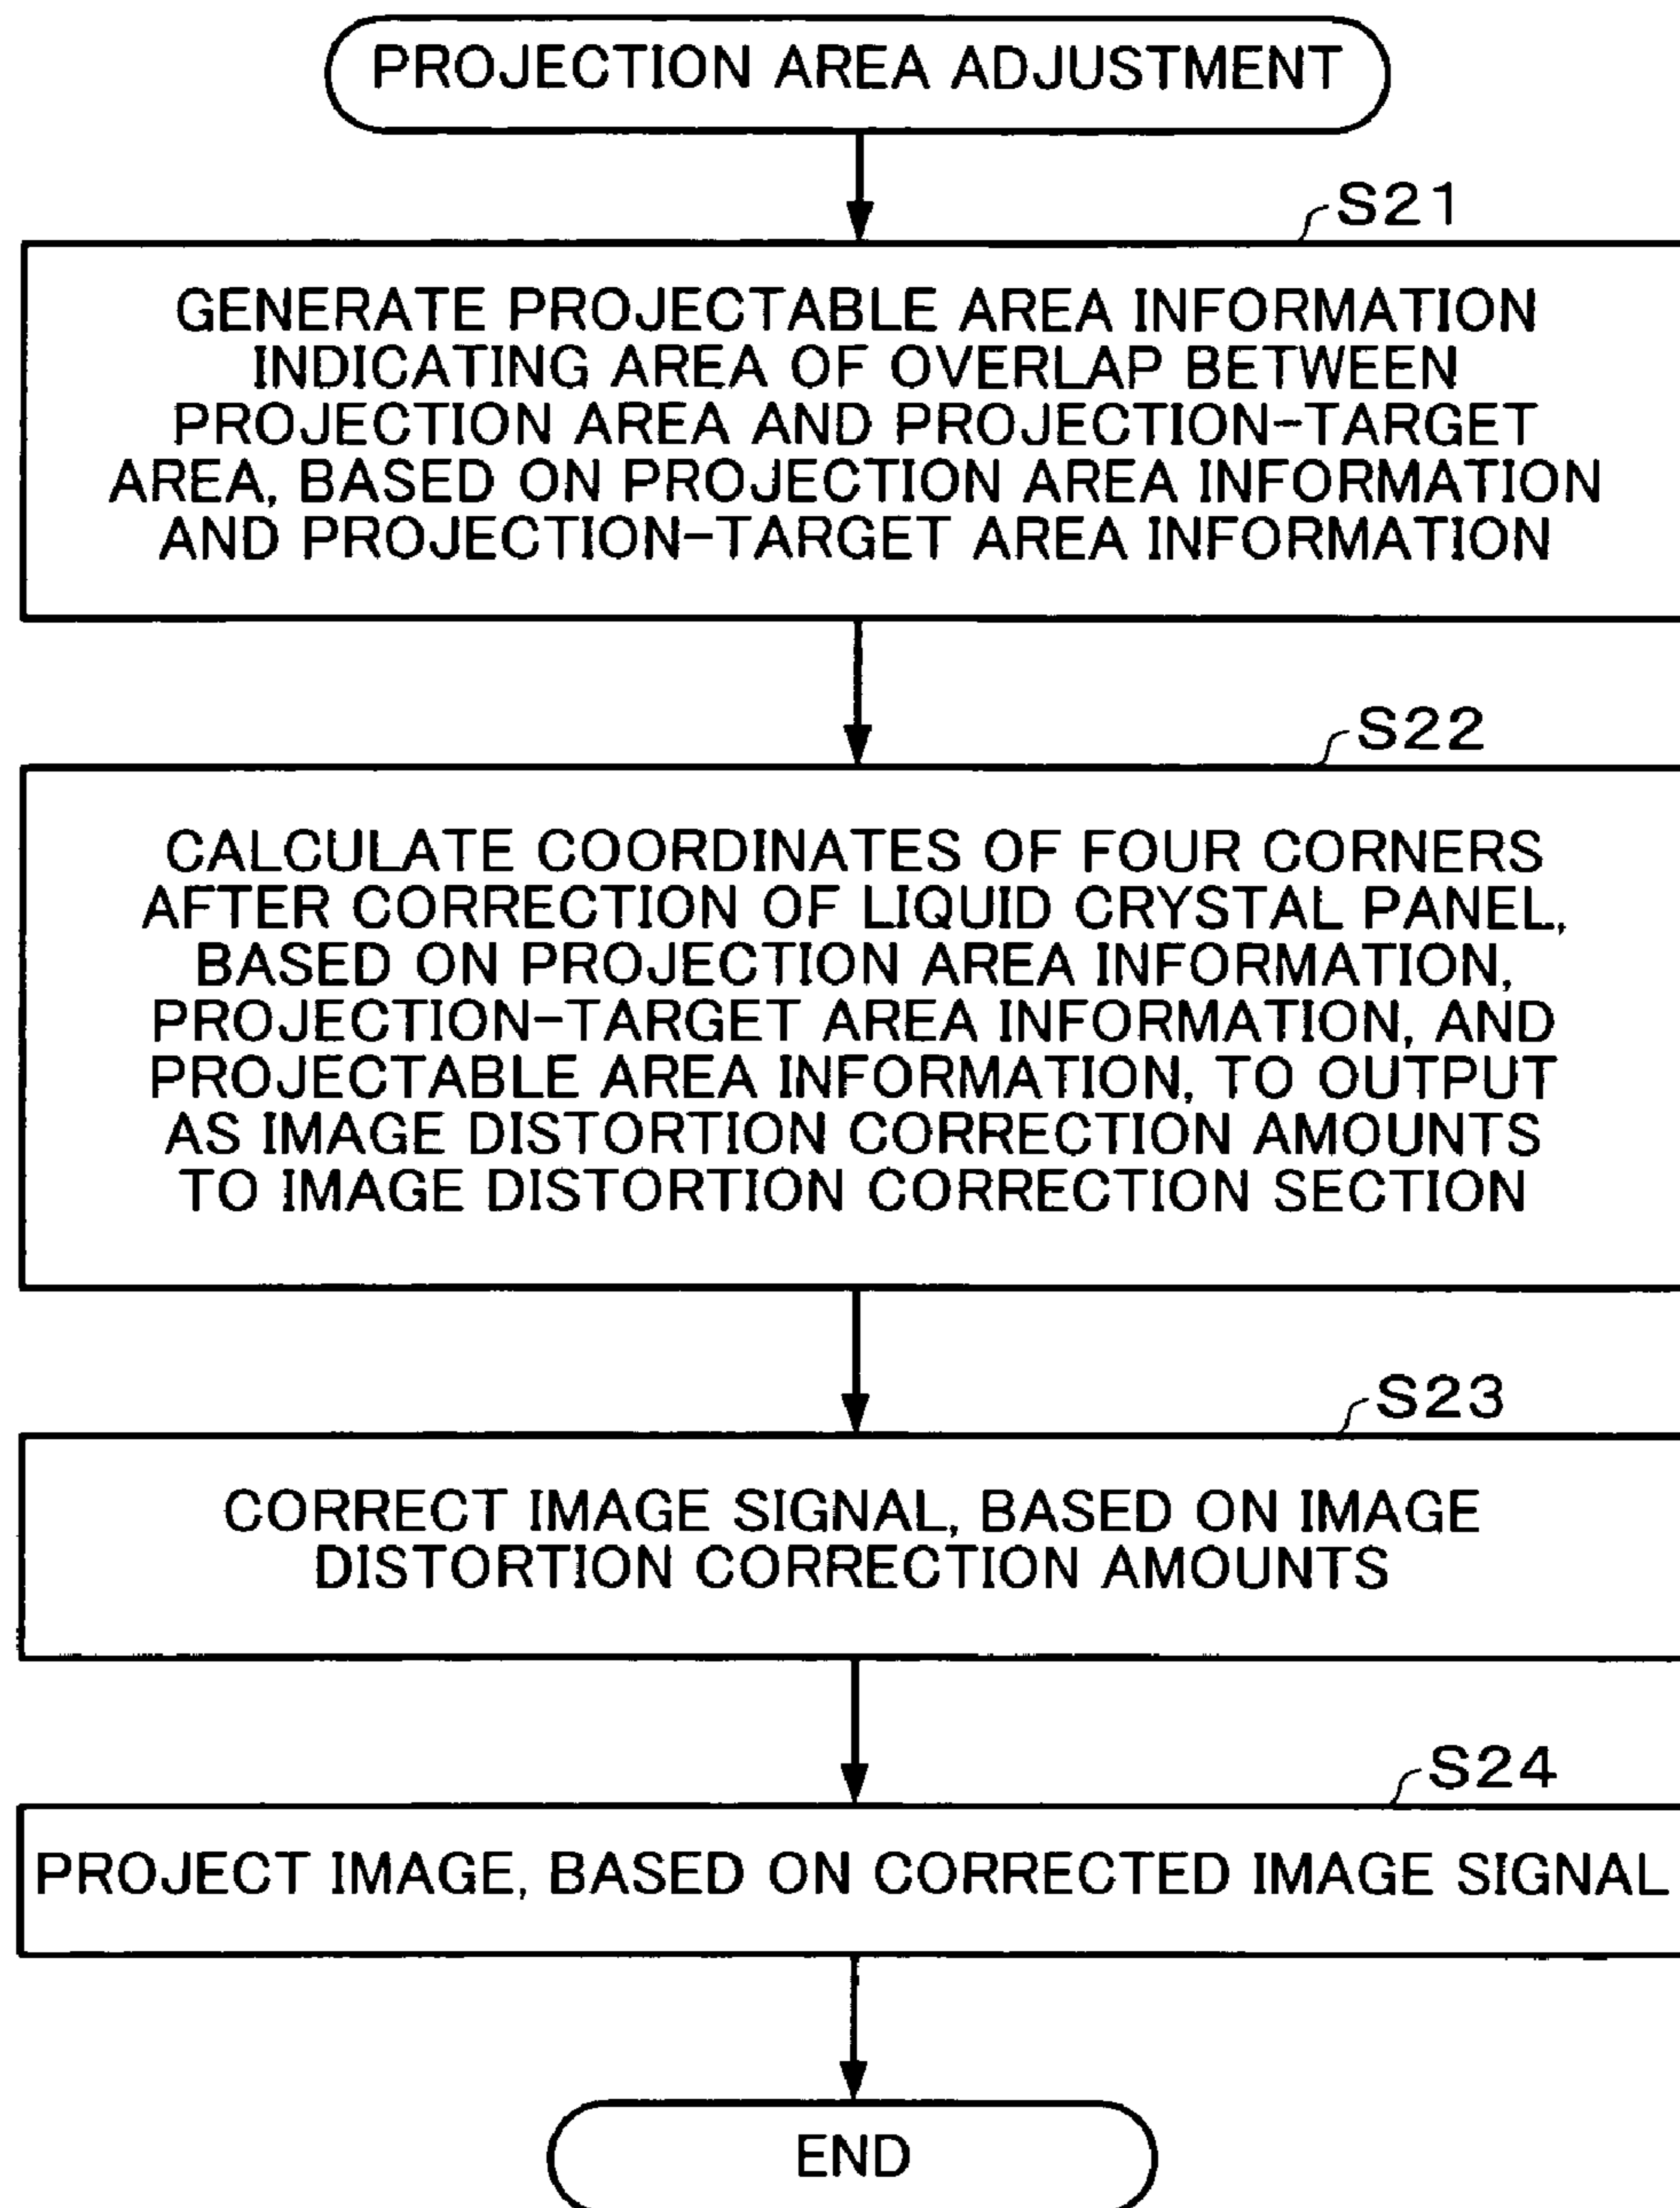 PROJECTION AREA ADJUSTMENT
S21
GENERATE PROJECTABLE AREA INFORMATION
INDICATING AREA OF OVERLAP BETWEEN
PROJECTION AREA AND PROJECTION-TARGET
AREA, BASED ON PROJECTION AREA INFORMATION
AND PROJECTION-TARGET AREA INFORMATION
S22
CALCULATE COORDINATES OF FOUR CORNERS
AFTER CORRECTION OF LIQUID CRYSTAL PANEL,
BASED ON PROJECTION AREA INFORMATION,
PROJECTION-TARGET AREA INFORMATION, AND
PROJECTABLE AREA INFORMATION, TO OUTPUT
AS IMAGE DISTORTION CORRECTION AMOUNTS
TO IMAGE DISTORTION CORRECTION SECTION
S23
CORRECT IMAGE SIGNAL, BASED ON IMAGE
DISTORTION CORRECTION AMOUNTS
S24
PROJECT IMAGE, BASED ON CORRECTED IMAGE SIGNAL
END